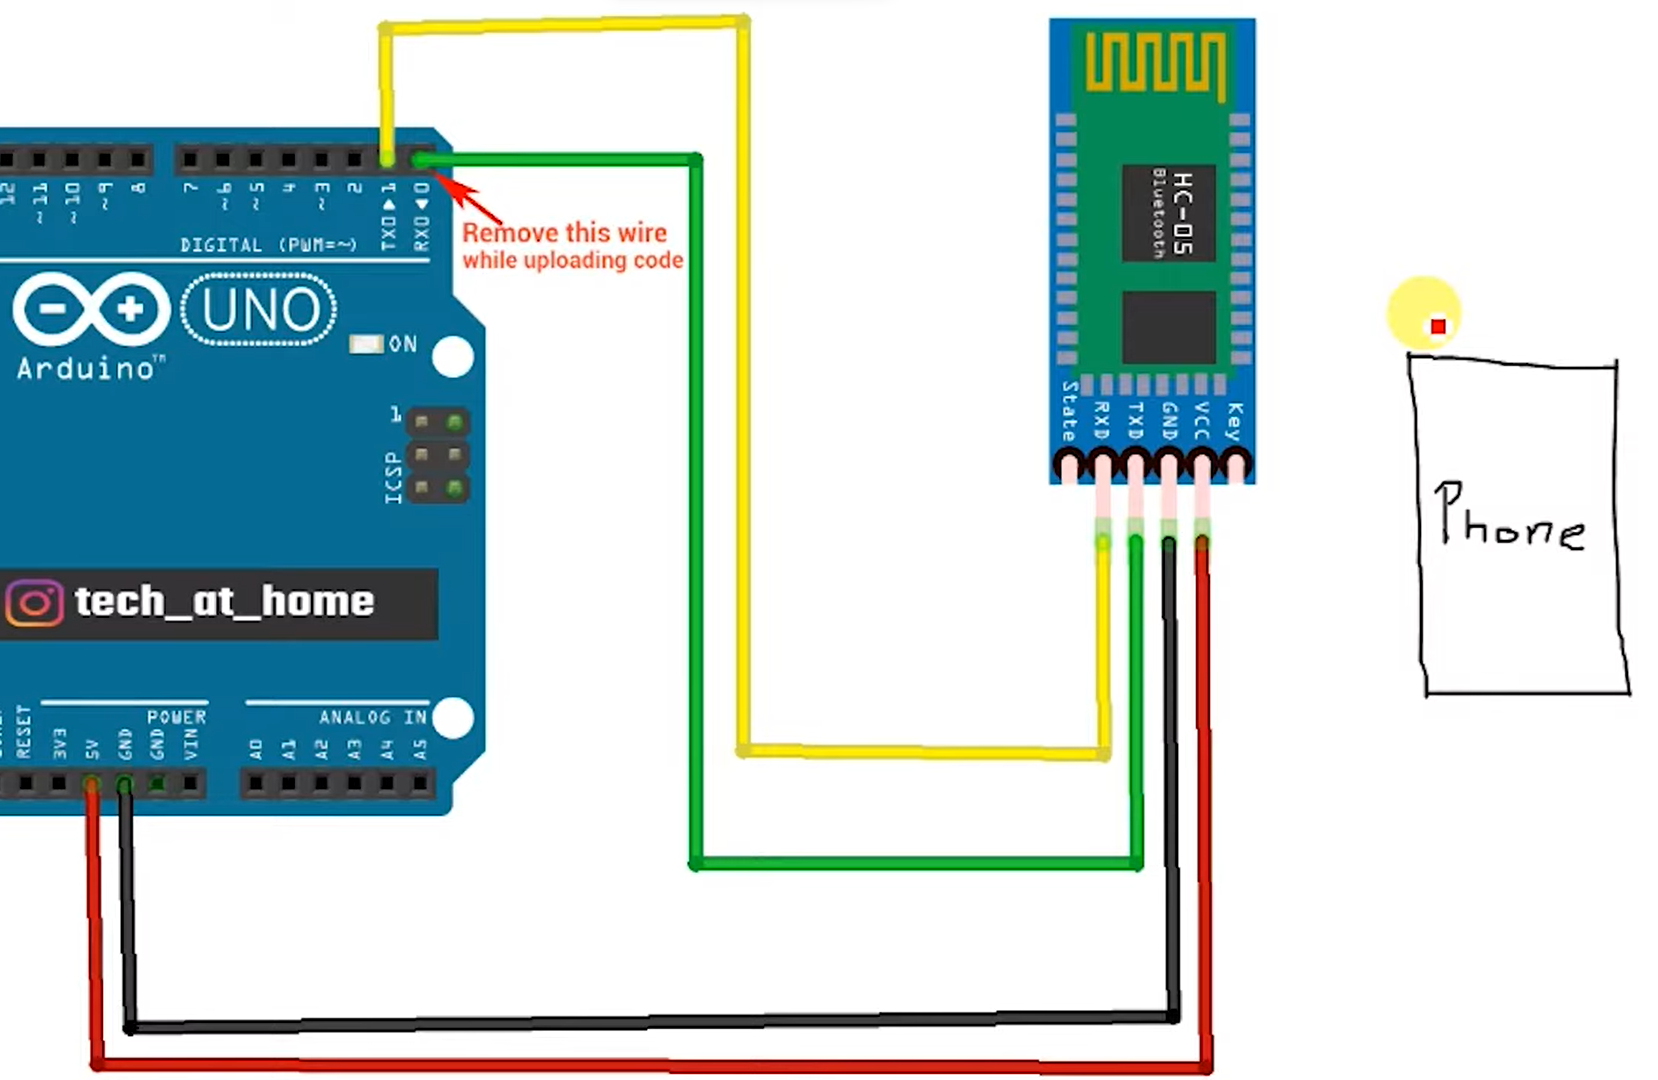 12
~11
~10
~9
8
7
~6
~5
4
~3
2
TX0▶1
RX0◀0
DIGITAL (PWM=~)
Remove this wire
while uploading code
UNO
Arduino™
ON
1
ICSP
tech_at_home
POWER
ANALOG IN
RESET
3V3
5V
GND
GND
VIN
A0
A1
A2
A3
A4
A5
HC-05
Bluetooth
State
RXD
TXD
GND
VCC
Key
Phone